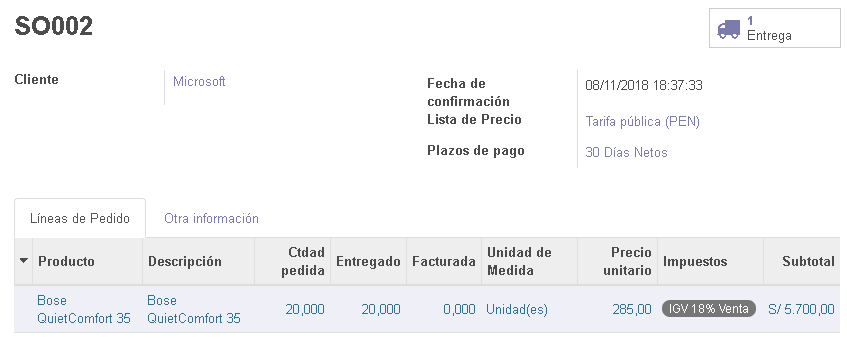 SO002
1
Entrega
Cliente
Microsoft
Fecha de
confirmación
08/11/2018 18:37:33
Lista de Precio
Tarifa pública (PEN)
Plazos de pago
30 Días Netos
Líneas de Pedido
Otra información
Producto
Descripción
Ctdad
pedida
Entregado
Facturada
Unidad de
Medida
Precio
unitario
Impuestos
Subtotal
Bose
QuietComfort 35
Bose
QuietComfort 35
20,000
20,000
0,000
Unidad(es)
285,00
IGV 18% Venta
S/ 5.700,00